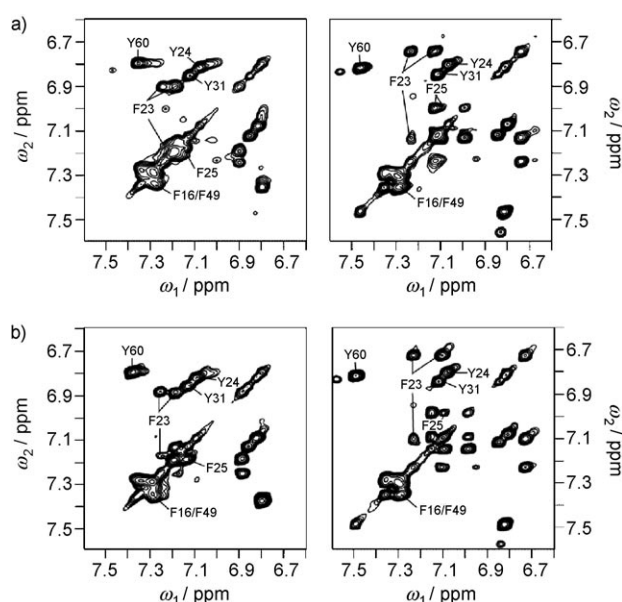 a)
6.7
6.9
7.1
7.3
7.5
ω2 / ppm
Y60
Y24
Y31
F23
F25
F16/F49
7.5 7.3 7.1 6.9 6.7
ω1 / ppm
Y60
Y24
Y31
F23
F25
F16/F49
7.5 7.3 7.1 6.9 6.7
ω1 / ppm
6.7
6.9
7.1
7.3
7.5
ω2 / ppm
b)
6.7
6.9
7.1
7.3
7.5
ω2 / ppm
Y60
Y24
Y31
F23
F25
F16/F49
7.5 7.3 7.1 6.9 6.7
ω1 / ppm
Y60
Y24
Y31
F23
F25
F16/F49
7.5 7.3 7.1 6.9 6.7
ω1 / ppm
6.7
6.9
7.1
7.3
7.5
ω2 / ppm